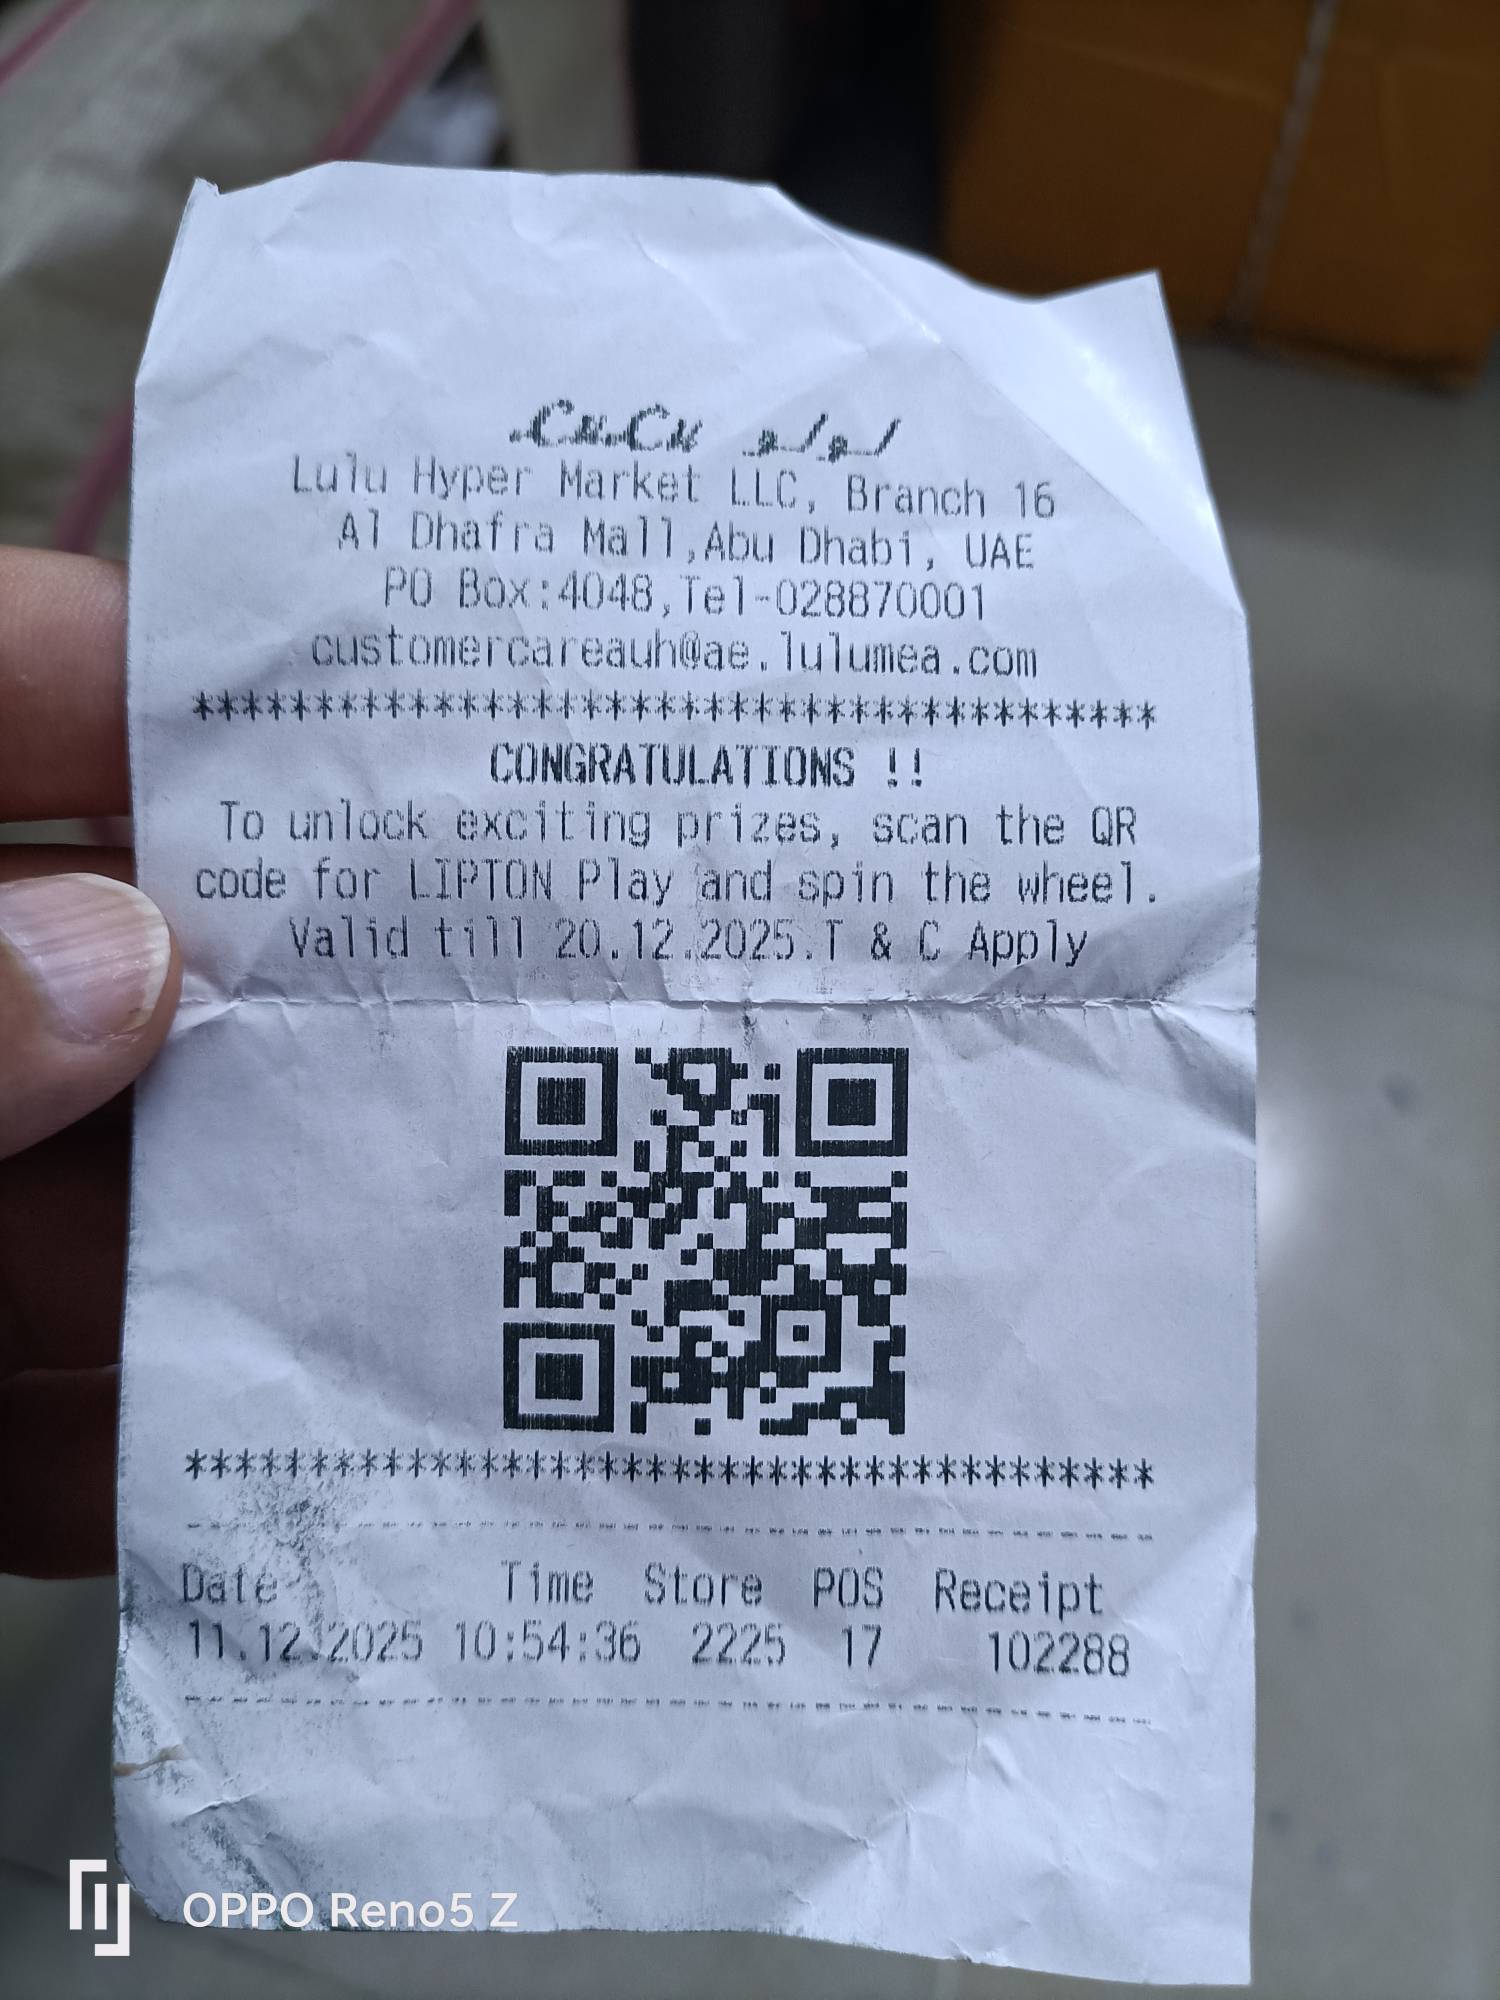 LuLu لولو
Lulu Hyper Market LLC, Branch 16
Al Dhafra Mall,Abu Dhabi, UAE
PO Box:4048,Tel-028870001
customercareauh@ae.lulumea.com
****************************************
CONGRATULATIONS !!
To unlock exciting prizes, scan the QR
code for LIPTON Play and spin the wheel.
Valid till 20.12.2025.T & C Apply
****************************************
----------------------------------------
Date Time Store POS Receipt
11.12.2025 10:54:36 2225 17 102288
----------------------------------------
OPPO Reno5 Z